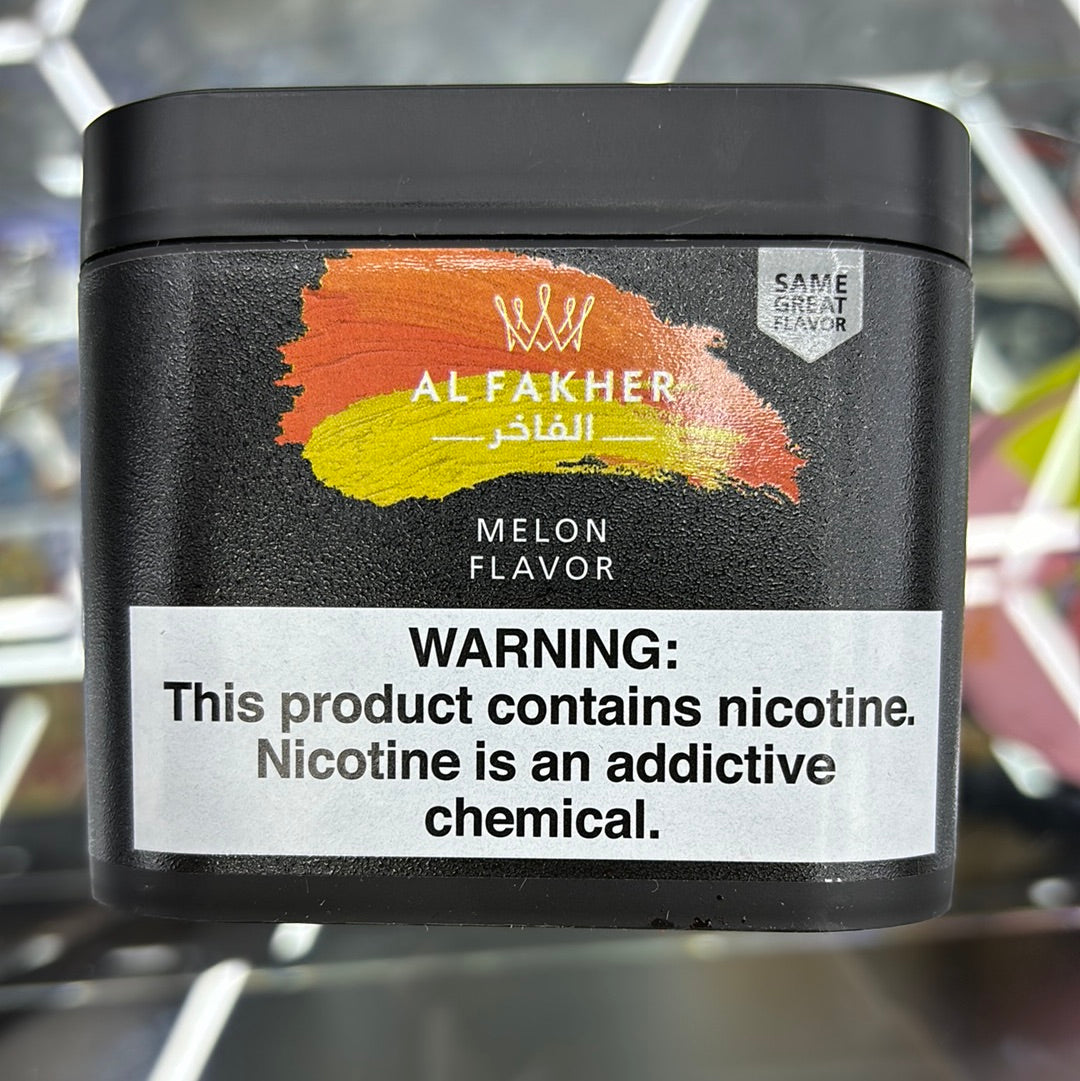 SAME
GREAT
FLAVOR
AL FAKHER
الفاخر
MELON
FLAVOR
WARNING:
This product contains nicotine.
Nicotine is an addictive
chemical.